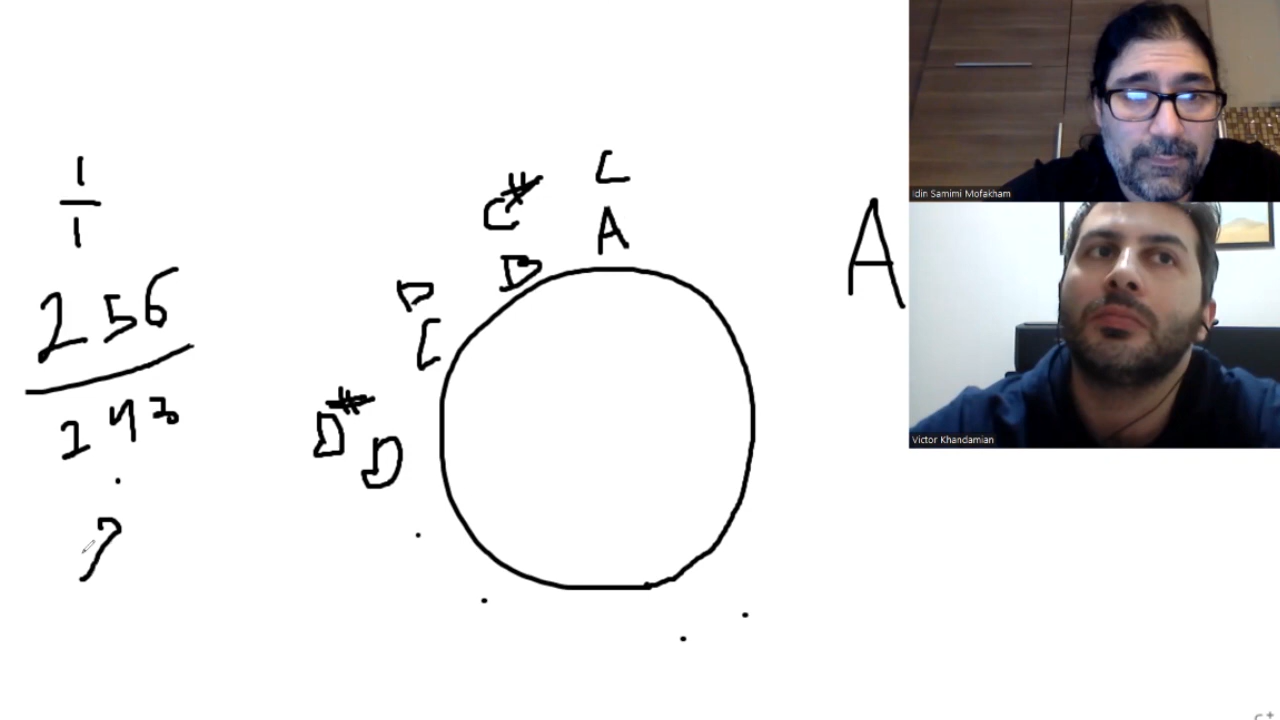 1
1
256
243
C
C#
A
B
D
C
D#
D
A
Idin Samimi Mofakham
Victor Khandamian